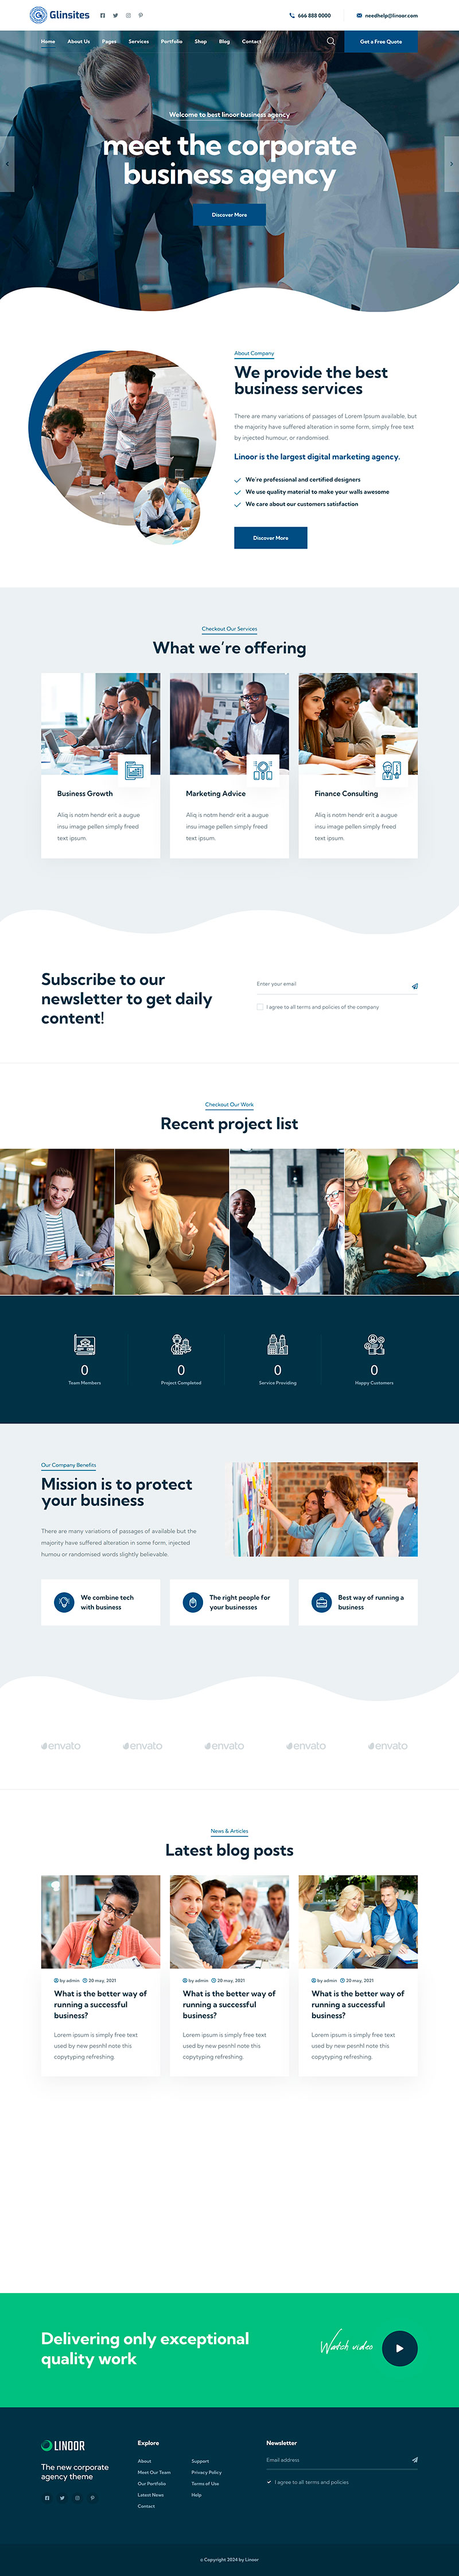 Glinsites
666 888 0000
needhelp@linoor.com
Home About Us Pages Services Portfolio Shop Blog Contact
Get a Free Quote
Welcome to best linoor business agency
meet the corporate
business agency
Discover More
About Company
We provide the best
business services
There are many variations of passages of Lorem Ipsum available, but
the majority have suffered alteration in some form, simply free text
by injected humour, or randomised.
Linoor is the largest digital marketing agency.
We're professional and certified designers
We use quality material to make your walls awesome
We care about our customers satisfaction
Discover More
Checkout Our Services
What we're offering
Business Growth
Aliq is notm hendr erit a augue
insu image pellen simply freed
text ipsum.
Marketing Advice
Aliq is notm hendr erit a augue
insu image pellen simply freed
text ipsum.
Finance Consulting
Aliq is notm hendr erit a augue
insu image pellen simply freed
text ipsum.
Subscribe to our
newsletter to get daily
content!
Enter your email
I agree to all terms and policies of the company
Checkout Our Work
Recent project list
0
Team Members
0
Project Completed
0
Service Providing
0
Happy Customers
Our Company Benefits
Mission is to protect
your business
There are many variations of passages of available but the
majority have suffered alteration in some form, injected
humou or randomised words slightly believable.
We combine tech
with business
The right people for
your businesses
Best way of running a
business
envato envato envato envato envato
News & Articles
Latest blog posts
by admin 20 may, 2021
What is the better way of
running a successful
business?
Lorem ipsum is simply free text
used by new pesnhl note this
copytyping refreshing.
by admin 20 may, 2021
What is the better way of
running a successful
business?
Lorem ipsum is simply free text
used by new pesnhl note this
copytyping refreshing.
by admin 20 may, 2021
What is the better way of
running a successful
business?
Lorem ipsum is simply free text
used by new pesnhl note this
copytyping refreshing.
Delivering only exceptional
quality work
Watch video
LINOOR
The new corporate
agency theme
Explore
About
Meet Our Team
Our Portfolio
Latest News
Contact
Support
Privacy Policy
Terms of Use
Help
Newsletter
Email address
I agree to all terms and policies
© Copyright 2024 by Linoor